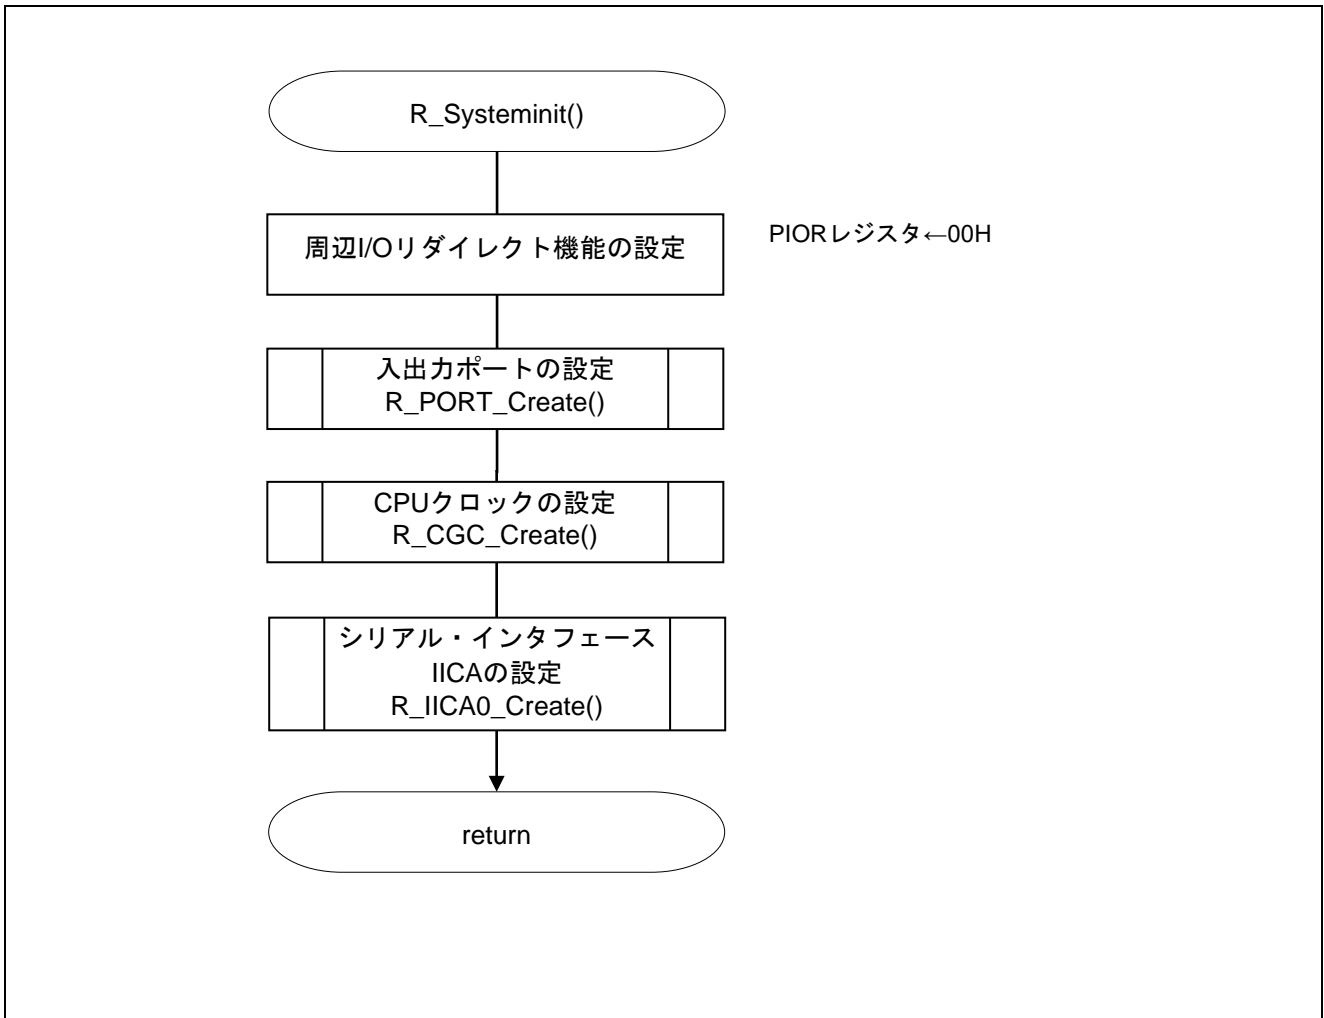 R_Systeminit()
周辺I/Oリダイレクト機能の設定
PIORレジスタ←00H
入出力ポートの設定
R_PORT_Create()
CPUクロックの設定
R_CGC_Create()
シリアル・インタフェース
IICAの設定
R_IICA0_Create()
return